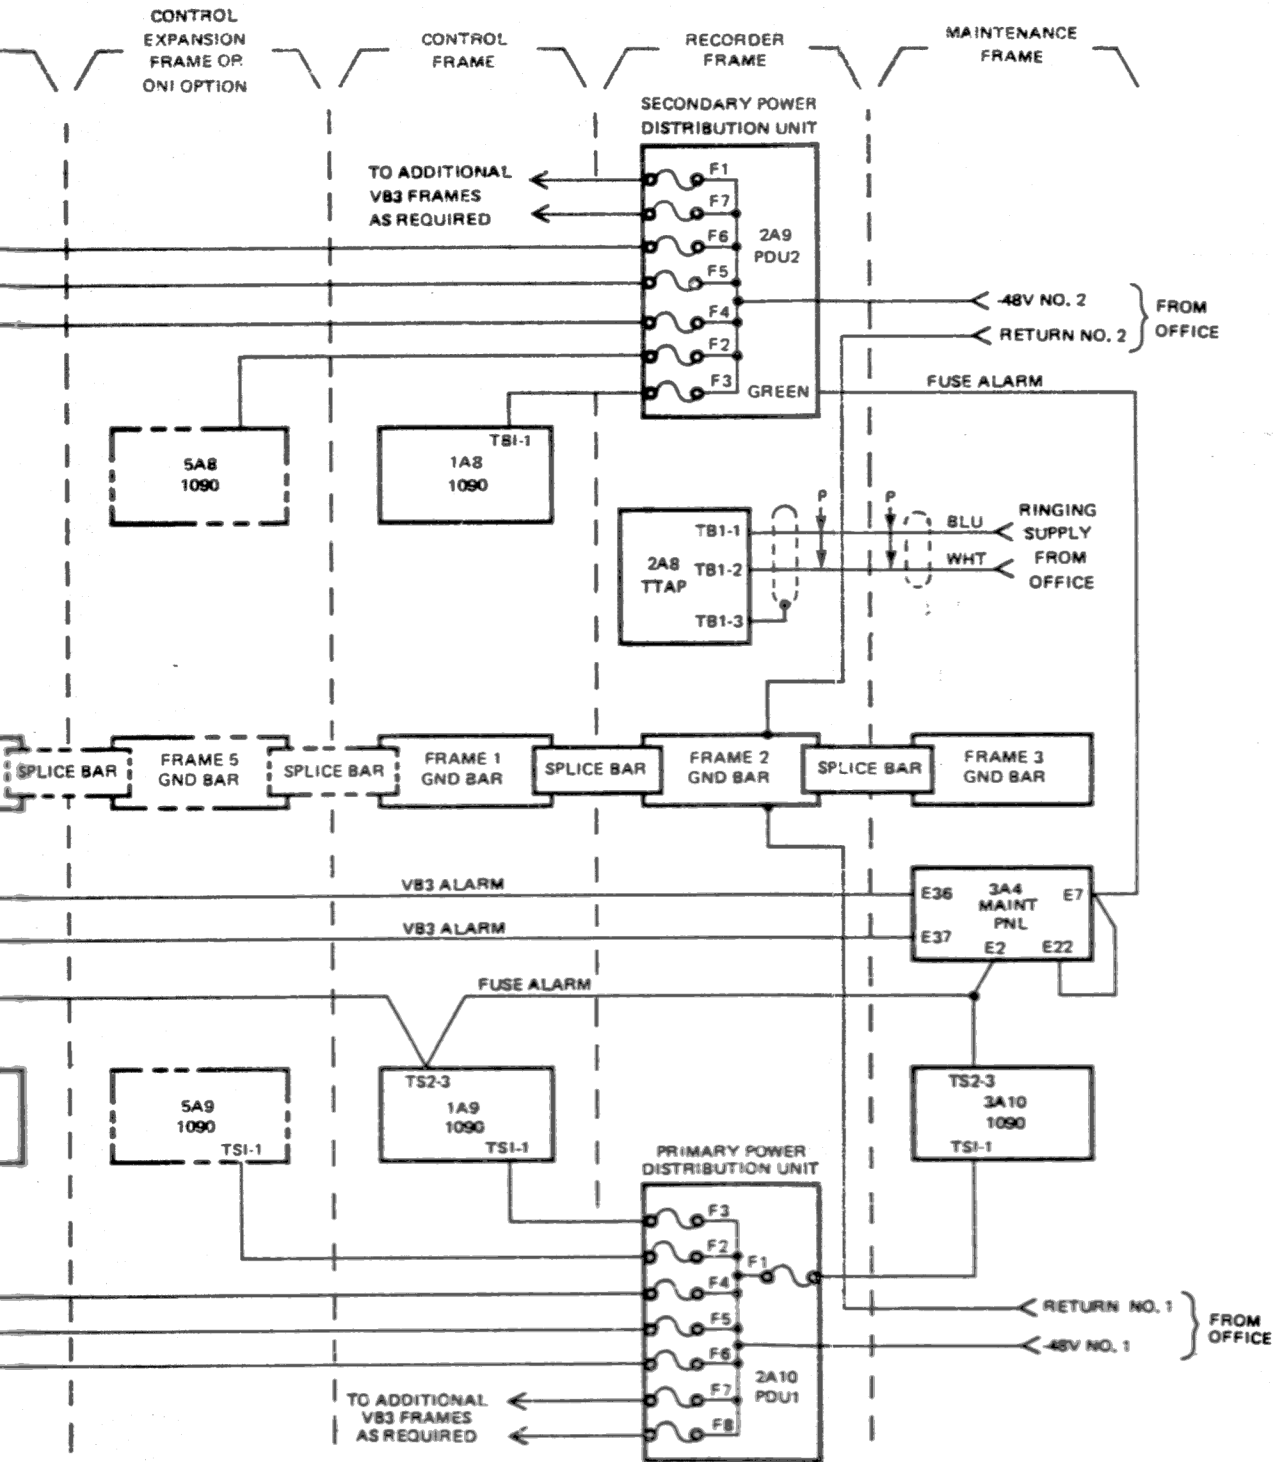 CONTROL
EXPANSION
FRAME OR
ONI OPTION
CONTROL
FRAME
RECORDER
FRAME
MAINTENANCE
FRAME
SECONDARY POWER
DISTRIBUTION UNIT
TO ADDITIONAL
VB3 FRAMES
AS REQUIRED
F1
F7
F6
F5
F4
F2
F3
2A9
PDU2
GREEN
-48V NO. 2
RETURN NO. 2
FROM
OFFICE
FUSE ALARM
5A8
1090
TBI-1
1A8
1090
2A8
TTAP
TB1-1
TB1-2
TB1-3
P
P
BLU
WHT
RINGING
SUPPLY
FROM
OFFICE
SPLICE BAR
FRAME 5
GND BAR
SPLICE BAR
FRAME 1
GND BAR
SPLICE BAR
FRAME 2
GND BAR
SPLICE BAR
FRAME 3
GND BAR
VB3 ALARM
VB3 ALARM
E36
3A4
MAINT
PNL
E7
E37
E2
E22
FUSE ALARM
5A9
1090
TSI-1
TS2-3
1A9
1090
TSI-1
TS2-3
3A10
1090
TSI-1
PRIMARY POWER
DISTRIBUTION UNIT
F3
F2
F4
F5
F6
F7
F8
F1
2A10
PDU1
RETURN NO. 1
-48V NO. 1
FROM
OFFICE
TO ADDITIONAL
VB3 FRAMES
AS REQUIRED